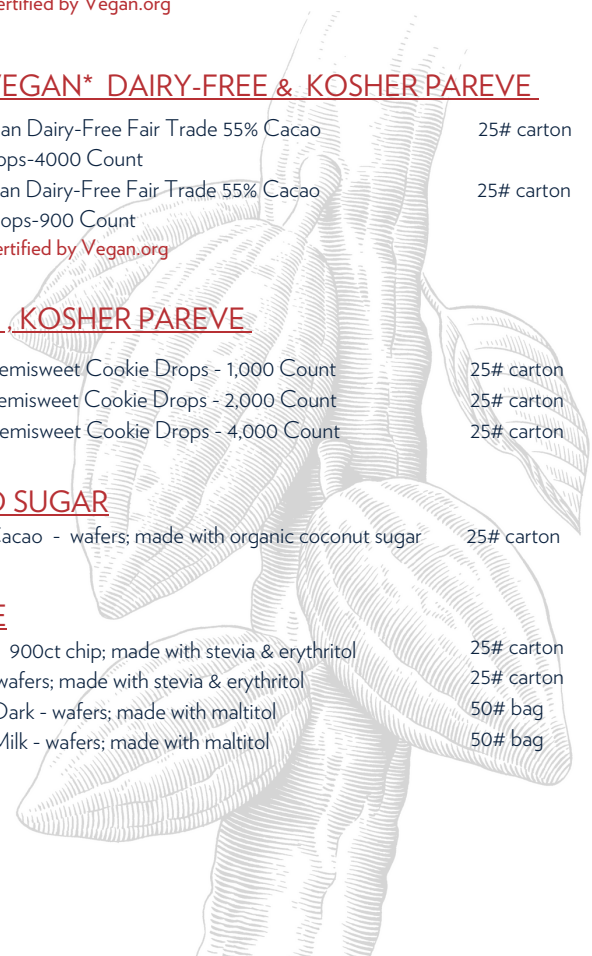 ertified by Vegan.org
VEGAN* DAIRY-FREE & KOSHER PAREVE
an Dairy-Free Fair Trade 55% Cacao 25# carton
ops-4000 Count
an Dairy-Free Fair Trade 55% Cacao 25# carton
ops-900 Count
ertified by Vegan.org
, KOSHER PAREVE
emisweet Cookie Drops - 1,000 Count 25# carton
emisweet Cookie Drops - 2,000 Count 25# carton
emisweet Cookie Drops - 4,000 Count 25# carton
D SUGAR
Cacao - wafers; made with organic coconut sugar 25# carton
E
900ct chip; made with stevia & erythritol 25# carton
wafers; made with stevia & erythritol 25# carton
Dark - wafers; made with maltitol 50# bag
Milk - wafers; made with maltitol 50# bag